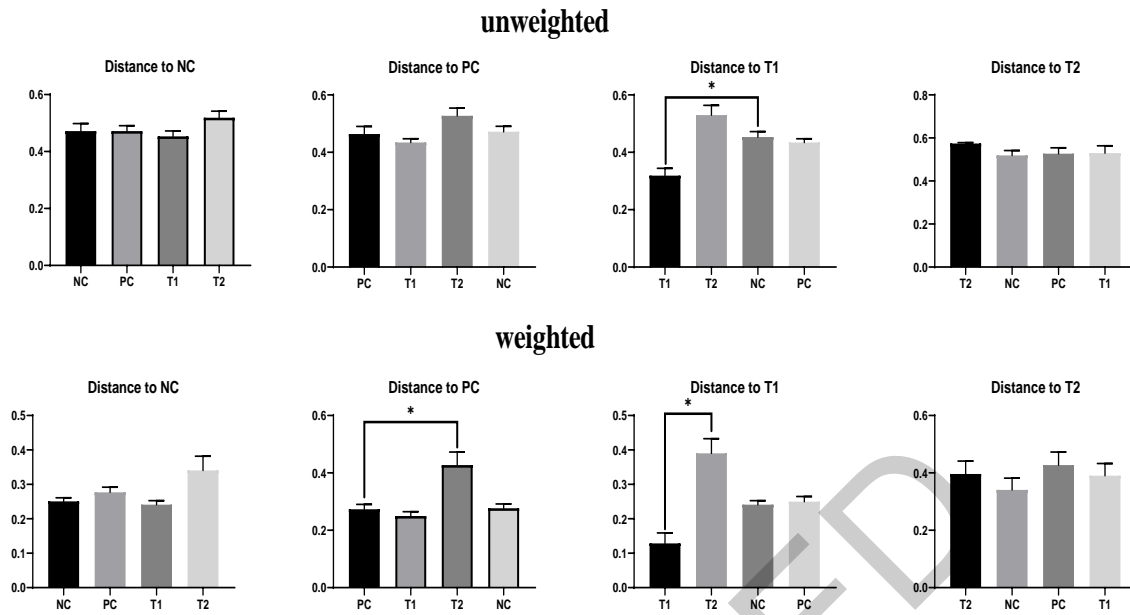 unweighted
Distance to NC
0.6
0.4
0.2
0.0
NC PC T1 T2
Distance to PC
0.6
0.4
0.2
0.0
PC T1 T2 NC
Distance to T1
0.6
0.4
0.2
0.0
*
T1 T2 NC PC
Distance to T2
0.8
0.6
0.4
0.2
0.0
T2 NC PC T1
weighted
Distance to NC
0.5
0.4
0.3
0.2
0.1
0.0
NC PC T1 T2
Distance to PC
0.6
0.4
0.2
0.0
*
PC T1 T2 NC
Distance to T1
0.5
0.4
0.3
0.2
0.1
0.0
*
T1 T2 NC PC
Distance to T2
0.6
0.4
0.2
0.0
T2 NC PC T1